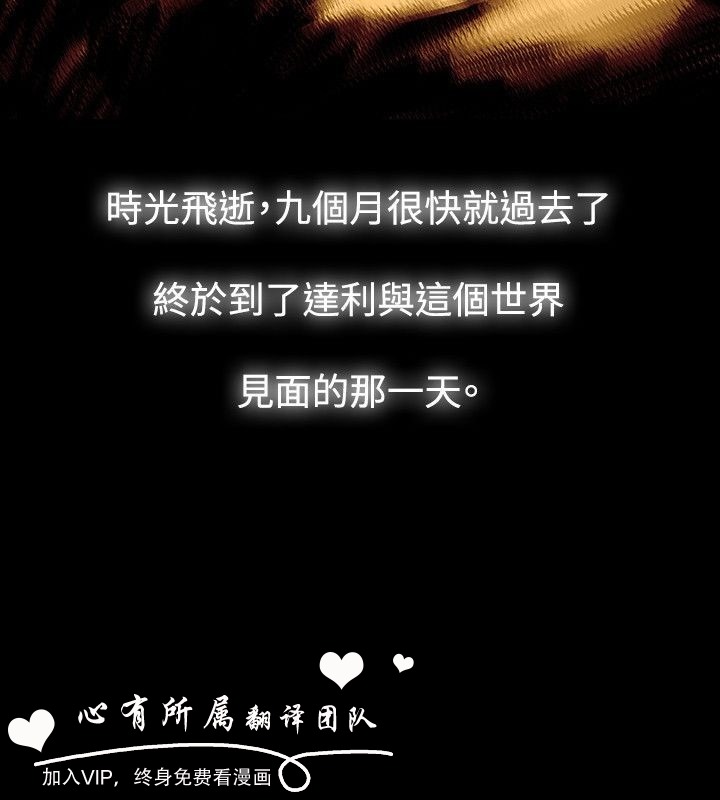 時光飛逝，九個月很快就過去了
終於到了達利與這個世界
見面的那一天。
心有所属翻译团队
加入VIP，终身免费看漫画